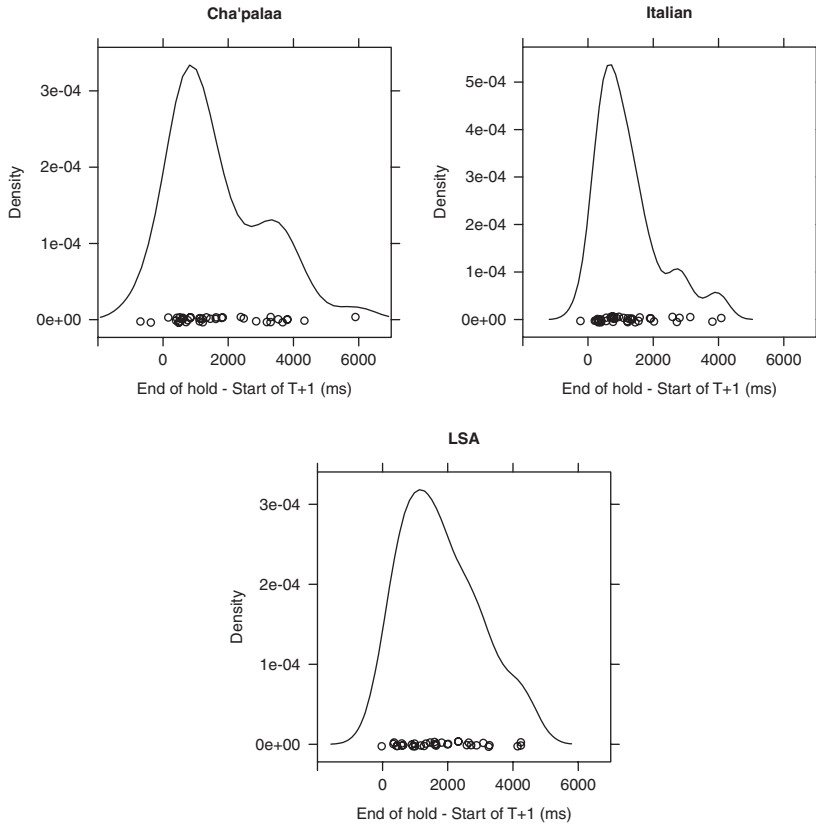 Cha'palaa
3e-04
2e-04
1e-04
0e+00
Density
0
2000
4000
6000
End of hold - Start of T+1 (ms)
Italian
5e-04
4e-04
3e-04
2e-04
1e-04
0e+00
Density
0
2000
4000
6000
End of hold - Start of T+1 (ms)
LSA
3e-04
2e-04
1e-04
0e+00
Density
0
2000
4000
6000
End of hold - Start of T+1 (ms)